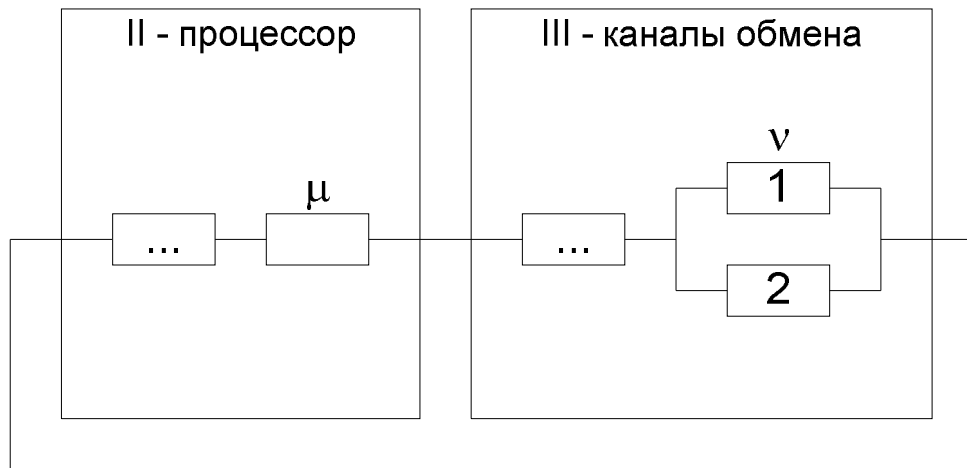 II - процессор
III - каналы обмена
μ
...
ν
...
1
2